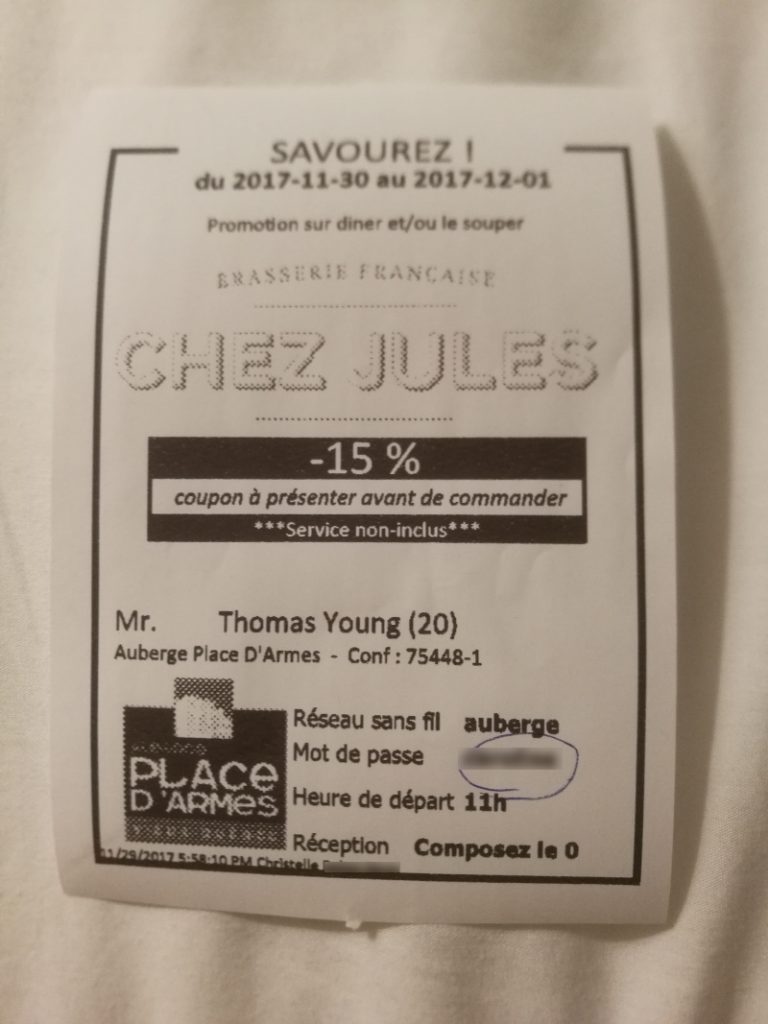 SAVOUREZ !
du 2017-11-30 au 2017-12-01
Promotion sur diner et/ou le souper
BRASSERIE FRANÇAISE
CHEZ JULES
-15 %
coupon à présenter avant de commander
***Service non-inclus***
Mr. Thomas Young (20)
Auberge Place D'Armes - Conf : 75448-1
Réseau sans fil auberge
Mot de passe
PLACE
D'ARMES
Heure de départ 11h
Réception Composez le 0
11/29/2017 5:58:10 PM Christelle